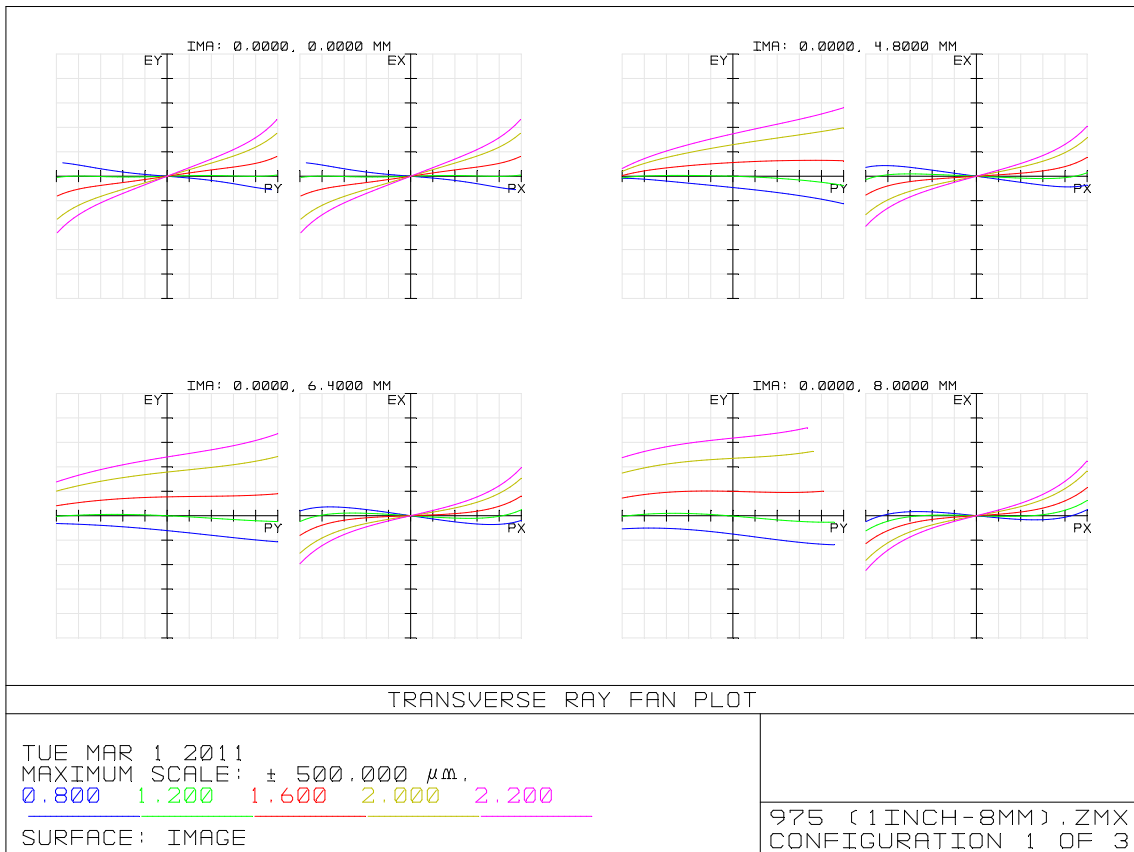 IMA: 0.0000, 0.0000 MM
EY
EX
PY
PX
IMA: 0.0000, 4.8000 MM
EY
EX
PY
PX
IMA: 0.0000, 6.4000 MM
EY
EX
PY
PX
IMA: 0.0000, 8.0000 MM
EY
EX
PY
PX
TRANSVERSE RAY FAN PLOT
TUE MAR 1 2011
MAXIMUM SCALE: ± 500.000 µm.
0.800 1.200 1.600 2.000 2.200
SURFACE: IMAGE
975 (1INCH-8MM).ZMX
CONFIGURATION 1 OF 3